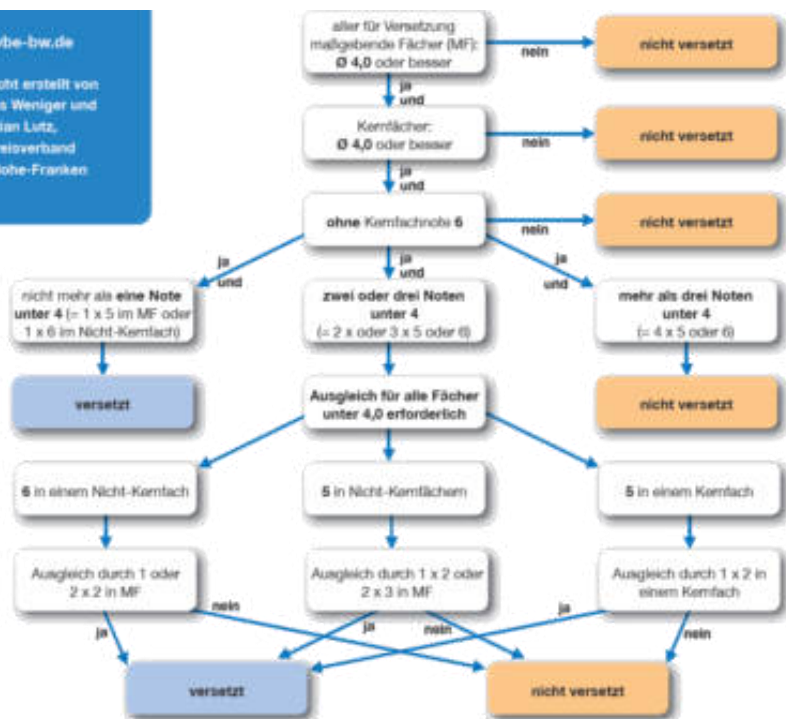 be-bw.de
cht erstellt von
s Weniger und
ian Lutz,
eisverband
lohe-Franken
aller für Versetzung
maßgebende Fächer (MF):
Ø 4,0 oder besser
nein
nicht versetzt
ja
und
Kernfächer:
Ø 4,0 oder besser
nein
nicht versetzt
ja
und
ohne Kernfachnote 6
nein
nicht versetzt
ja
und
ja
und
ja
und
nicht mehr als eine Note
unter 4 (= 1 x 5 im MF oder
1 x 6 im Nicht-Kernfach)
zwei oder drei Noten
unter 4
(= 2 x oder 3 x 5 oder 6)
mehr als drei Noten
unter 4
(= 4 x 5 oder 6)
versetzt
Ausgleich für alle Fächer
unter 4,0 erforderlich
nicht versetzt
6 in einem Nicht-Kernfach
5 in Nicht-Kernfächern
5 in einem Kernfach
Ausgleich durch 1 oder
2 x 2 in MF
Ausgleich durch 1 x 2 oder
2 x 3 in MF
Ausgleich durch 1 x 2 in
einem Kernfach
ja
nein
ja
nein
ja
nein
versetzt
nicht versetzt